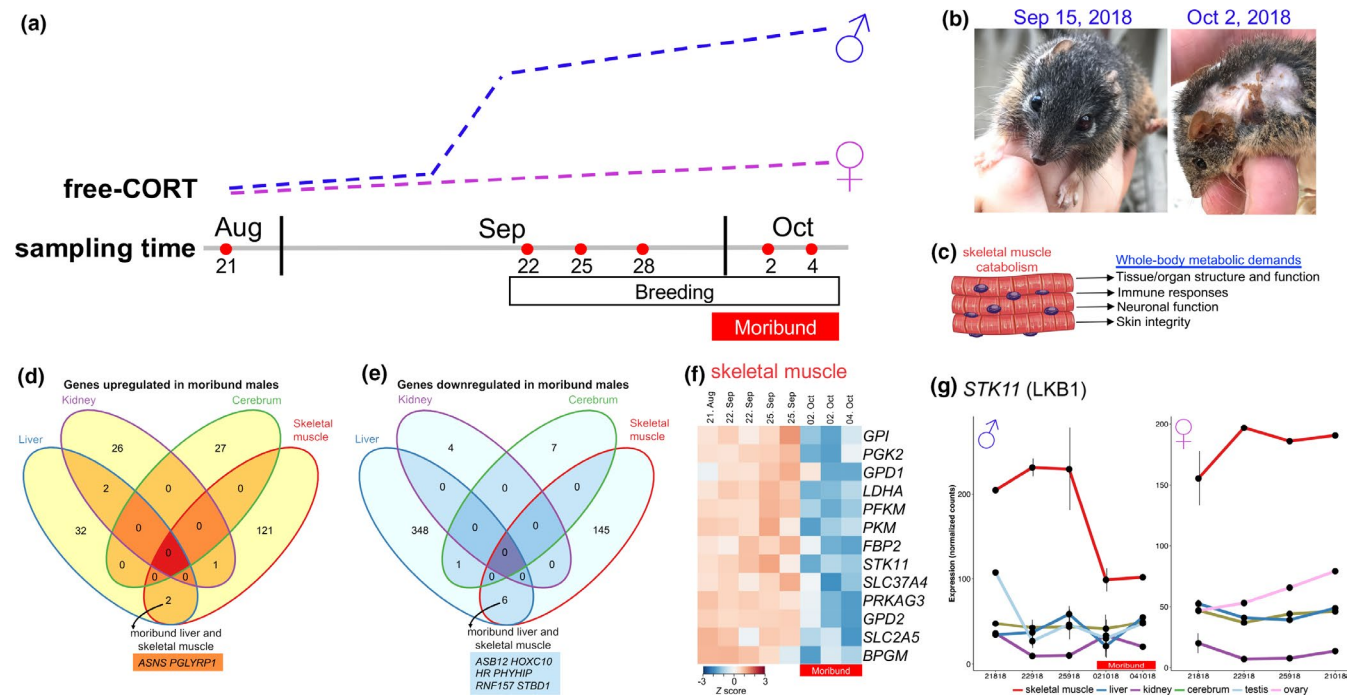 (a)
♂
♀
free-CORT
sampling time
Aug
Sep
Oct
21
22
25
28
2
4
Breeding
Moribund
(b)
Sep 15, 2018
Oct 2, 2018
(c)
skeletal muscle
catabolism
Whole-body metabolic demands
Tissue/organ structure and function
Immune responses
Neuronal function
Skin integrity
(d)
Genes upregulated in moribund males
Kidney
Cerebrum
Liver
Skeletal
muscle
26
27
2
0
32
0
0
121
0
0
0
0
1
2
moribund liver and
skeletal muscle
ASNS PGLYRP1
(e)
Genes downregulated in moribund males
Kidney
Cerebrum
Liver
Skeletal
muscle
4
7
0
0
348
0
0
145
0
1
0
0
0
6
moribund liver and
skeletal muscle
ASB12 HOXC10
HR PHYHIP
RNF157 STBD1
(f)
skeletal muscle
21. Aug
22. Sep
22. Sep
25. Sep
25. Sep
02. Oct
02. Oct
04. Oct
GPI
PGK2
GPD1
LDHA
PFKM
PKM
FBP2
STK11
SLC37A4
PRKAG3
GPD2
SLC2A5
BPGM
-3
0
3
Z score
Moribund
(g) STK11 (LKB1)
♂
♀
Expression (normalized counts)
200
100
0
21818
22918
25918
021018
041018
Moribund
200
150
100
50
0
21818
22918
25918
21018
skeletal muscle
liver
kidney
cerebrum
testis
ovary